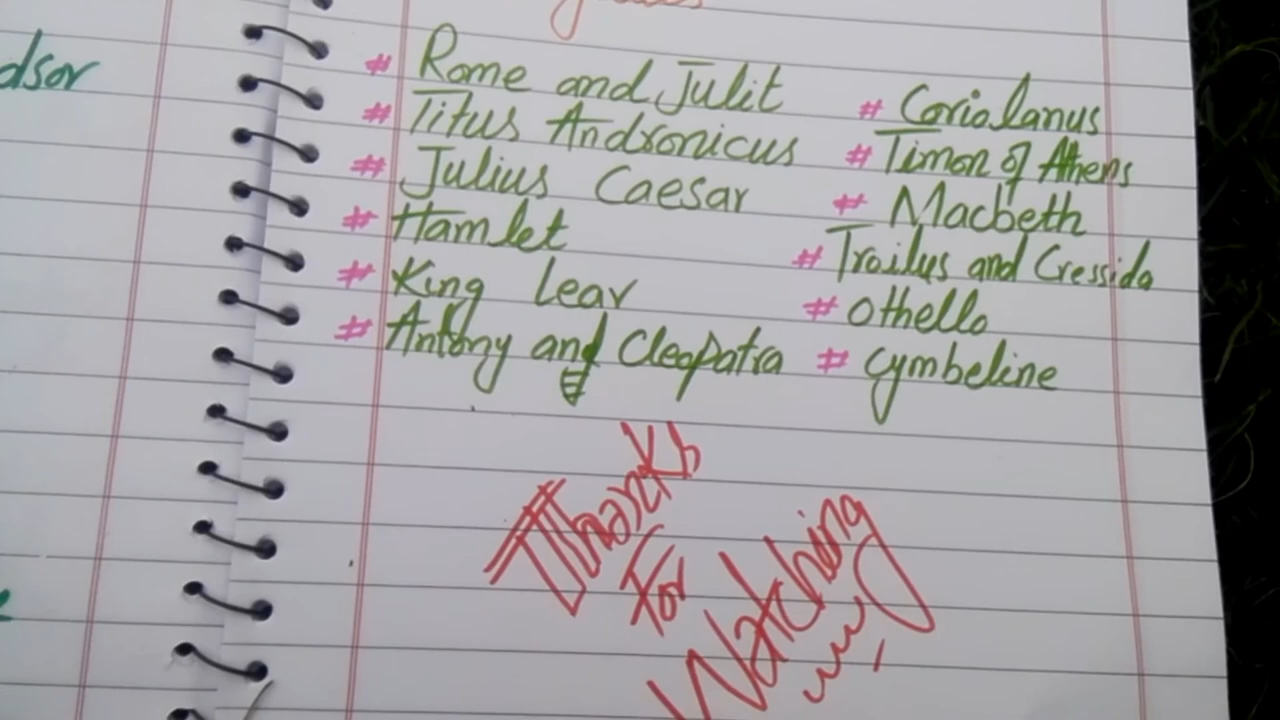 dsor
# Rome and Julit
# Titus Andronicus
# Julius Caesar
# Hamlet
# King Lear
# Antony and Cleopatra
# Coriolanus
# Timon of Athens
# Macbeth
# Troilus and Cressida
# Othello
# Cymbeline
Thanks
For
Watching